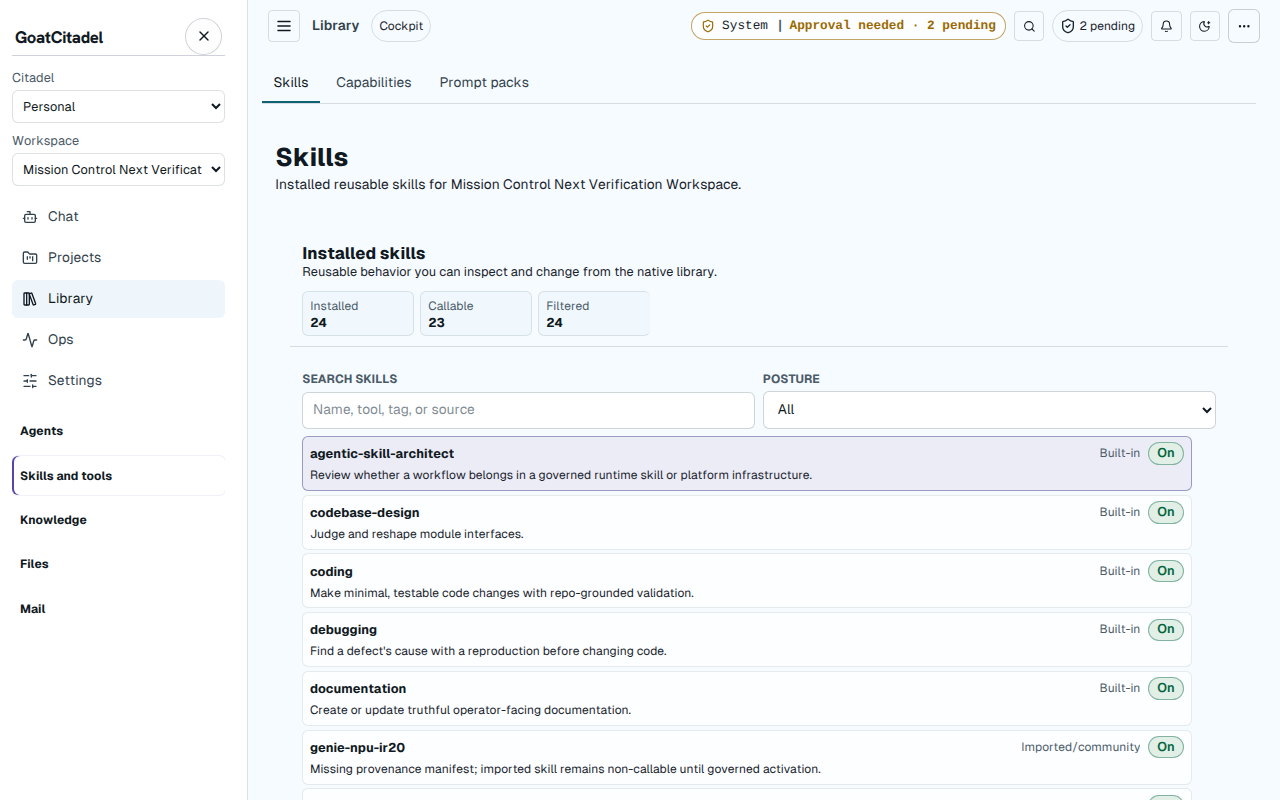 GoatCitadel
Citadel
Personal
Workspace
Mission Control Next Verificat
Chat
Projects
Library
Ops
Settings
Agents
Skills and tools
Knowledge
Files
Mail
Library
Cockpit
System | Approval needed · 2 pending
2 pending
Skills
Capabilities
Prompt packs
Skills
Installed reusable skills for Mission Control Next Verification Workspace.
Installed skills
Reusable behavior you can inspect and change from the native library.
Installed
24
Callable
23
Filtered
24
SEARCH SKILLS
Name, tool, tag, or source
POSTURE
All
agentic-skill-architect
Built-in
On
Review whether a workflow belongs in a governed runtime skill or platform infrastructure.
codebase-design
Built-in
On
Judge and reshape module interfaces.
coding
Built-in
On
Make minimal, testable code changes with repo-grounded validation.
debugging
Built-in
On
Find a defect's cause with a reproduction before changing code.
documentation
Built-in
On
Create or update truthful operator-facing documentation.
genie-npu-ir20
Imported/community
On
Missing provenance manifest; imported skill remains non-callable until governed activation.